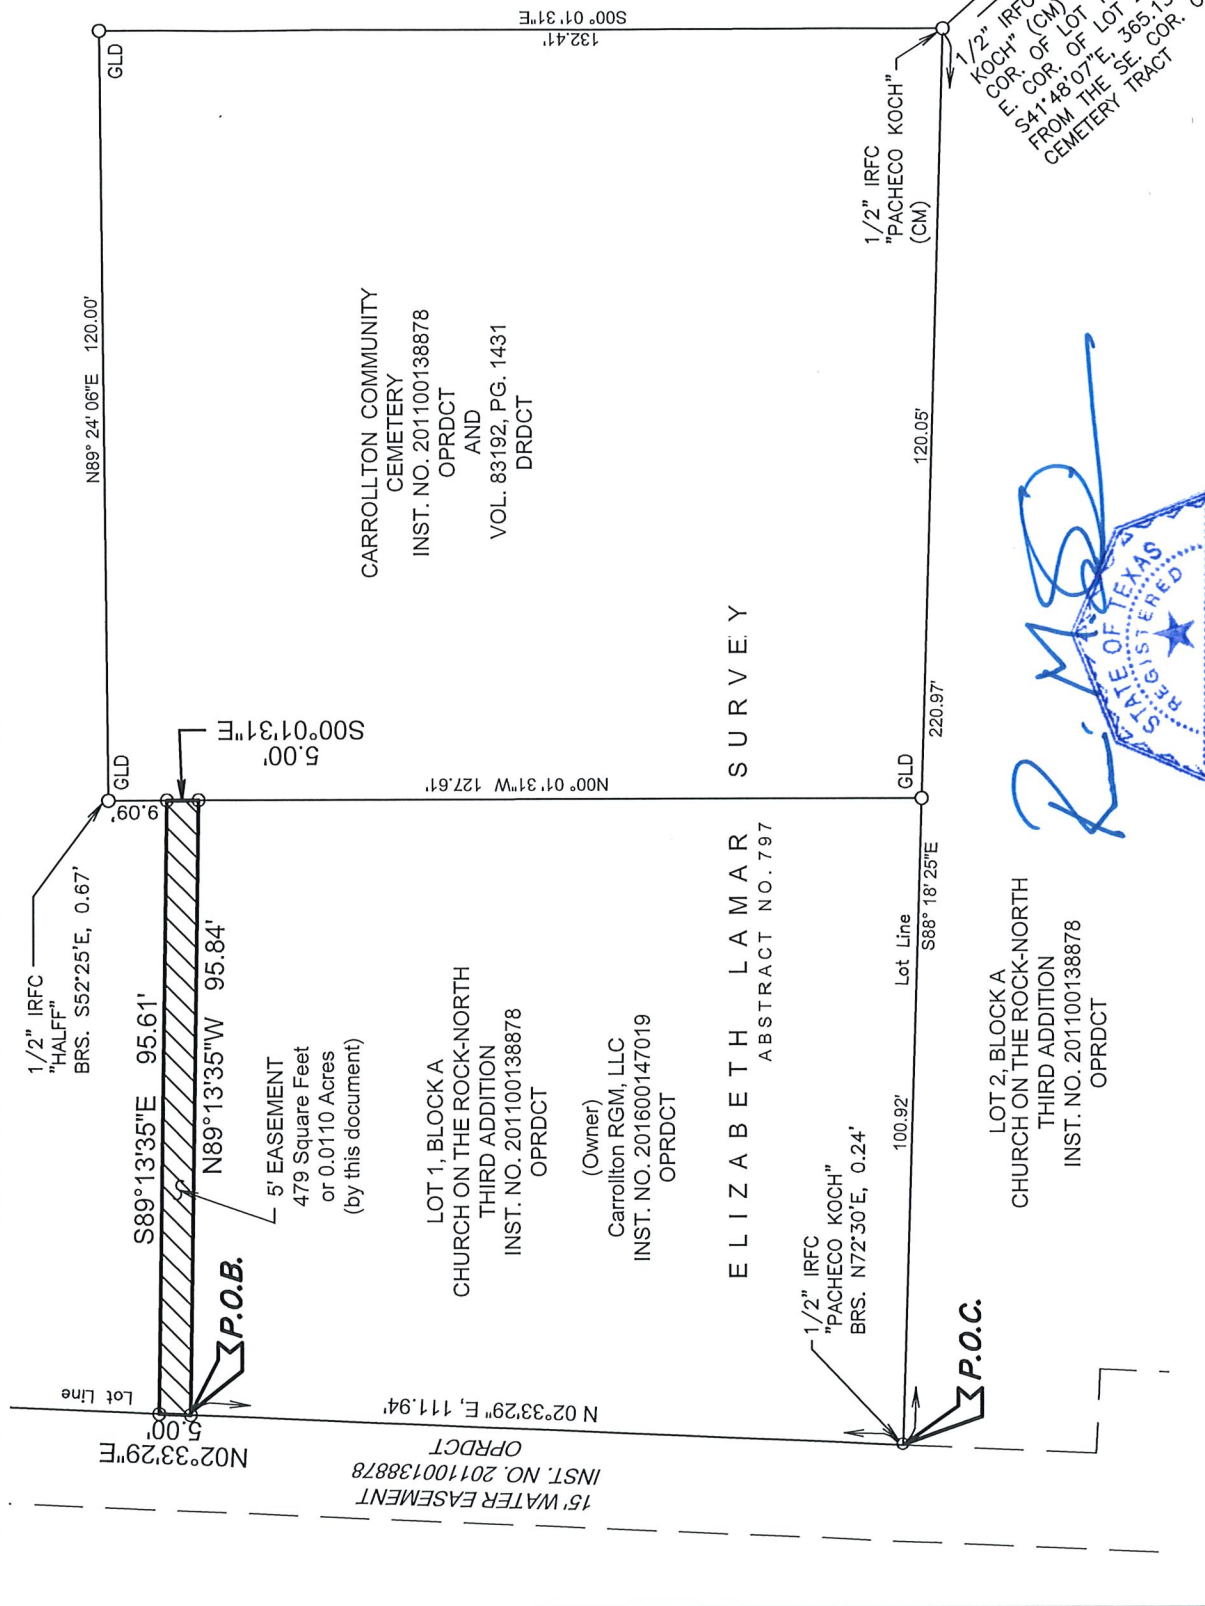 1/2" IRFC
"HALFF"
BRS. S52°25'E, 0.67'
GLD
N89° 24' 06"E 120.00'
GLD
S00° 01'31"E
132.41'
Lot Line
N02°33'29"E
5.00'
S89°13'35"E 95.61'
N89°13'35"W 95.84'
9.09'
5.00'
S00°01'31"E
P.O.B.
5' EASEMENT
479 Square Feet
or 0.0110 Acres
(by this document)
N 02°33'29" E, 111.94'
15' WATER EASEMENT
INST. NO. 201100138878
OPRDCT
LOT 1, BLOCK A
CHURCH ON THE ROCK-NORTH
THIRD ADDITION
INST. NO. 201100138878
OPRDCT
(Owner)
Carrollton RGM, LLC
INST. NO. 201600147019
OPRDCT
N00° 01'31"W 127.61'
CARROLLTON COMMUNITY
CEMETERY
INST. NO. 201100138878
OPRDCT
AND
VOL. 83192, PG. 1431
DRDCT
ELIZABETH LAMAR SURVEY
ABSTRACT NO. 797
1/2" IRFC
"PACHECO KOCH"
BRS. N72°30'E, 0.24'
P.O.C.
100.92'
Lot Line
S88° 18' 25"E
GLD
220.97'
120.05'
1/2" IRFC
"PACHECO KOCH"
(CM)
1/2" IRFC
KOCH" (CM)
COR. OF LOT
E. COR. OF LOT
S41°48'07"E, 365.1
FROM THE SE. COR.
CEMETERY TRACT
LOT 2, BLOCK A
CHURCH ON THE ROCK-NORTH
THIRD ADDITION
INST. NO. 201100138878
OPRDCT
STATE OF TEXAS
REGISTERED